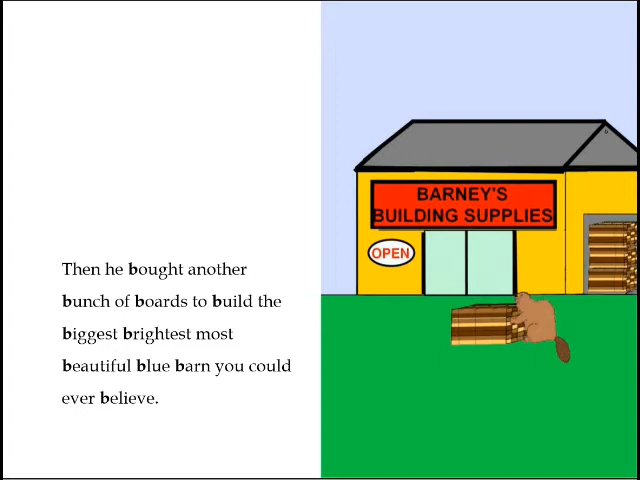 Then he bought another
bunch of boards to build the
biggest brightest most
beautiful blue barn you could
ever believe.
BARNEY'S
BUILDING SUPPLIES
OPEN